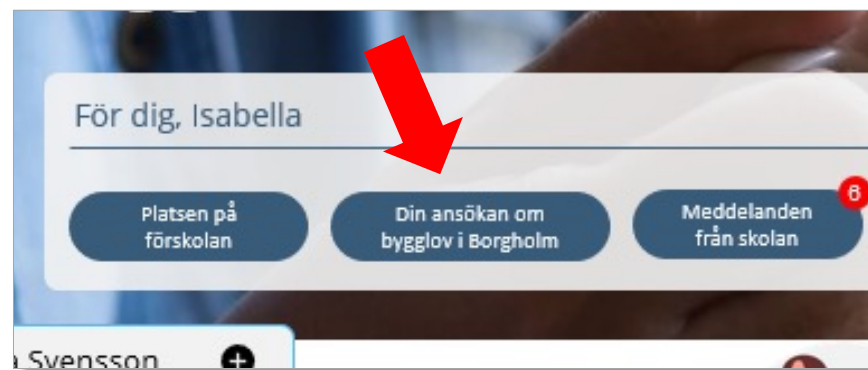 För dig, Isabella
Platsen på
förskolan
Din ansökan om
bygglov i Borgholm
6
Meddelanden
från skolan
Svensson